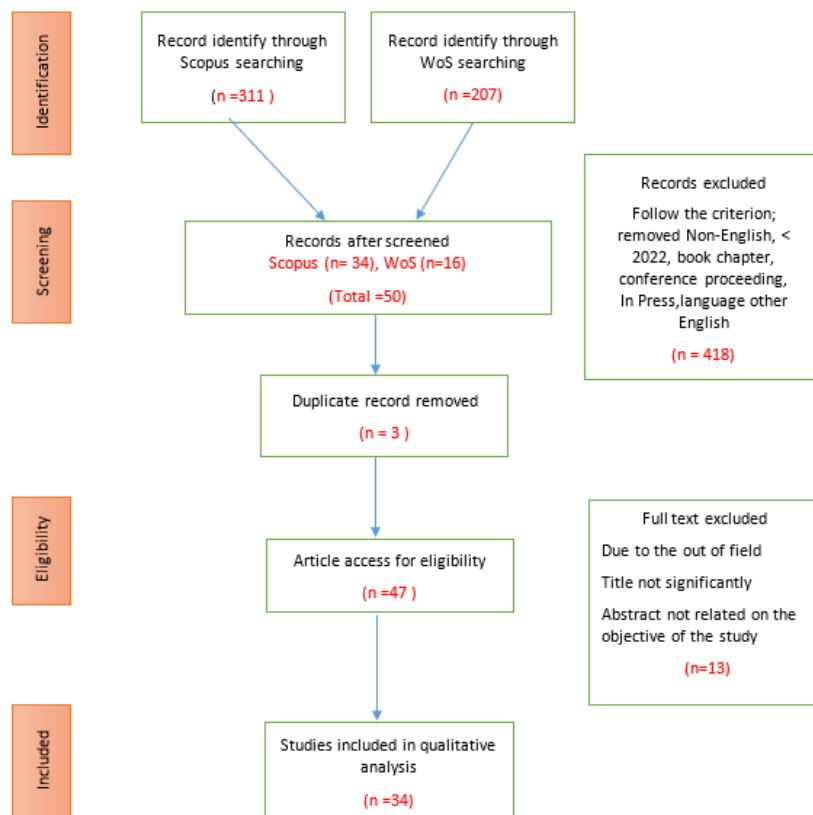 Identification
Record identify through
Scopus searching
(n =311 )
Record identify through
WoS searching
(n =207)
Screening
Records after screened
Scopus (n= 34), WoS (n=16)
(Total =50)
Records excluded
Follow the criterion;
removed Non-English, <
2022, book chapter,
conference proceeding,
In Press,language other
English
(n = 418)
Duplicate record removed
(n = 3 )
Eligibility
Article access for eligibility
(n =47 )
Full text excluded
Due to the out of field
Title not significantly
Abstract not related on the
objective of the study
(n=13)
Included
Studies included in qualitative
analysis
(n =34)